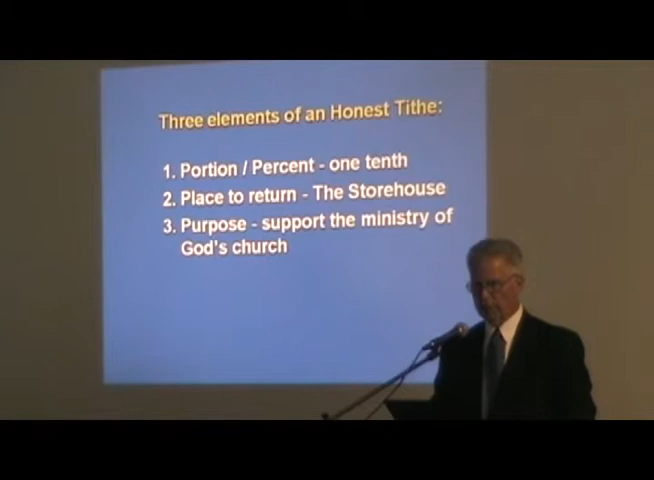 Three elements of an Honest Tithe:
1. Portion / Percent - one tenth
2. Place to return - The Storehouse
3. Purpose - support the ministry of
God's church